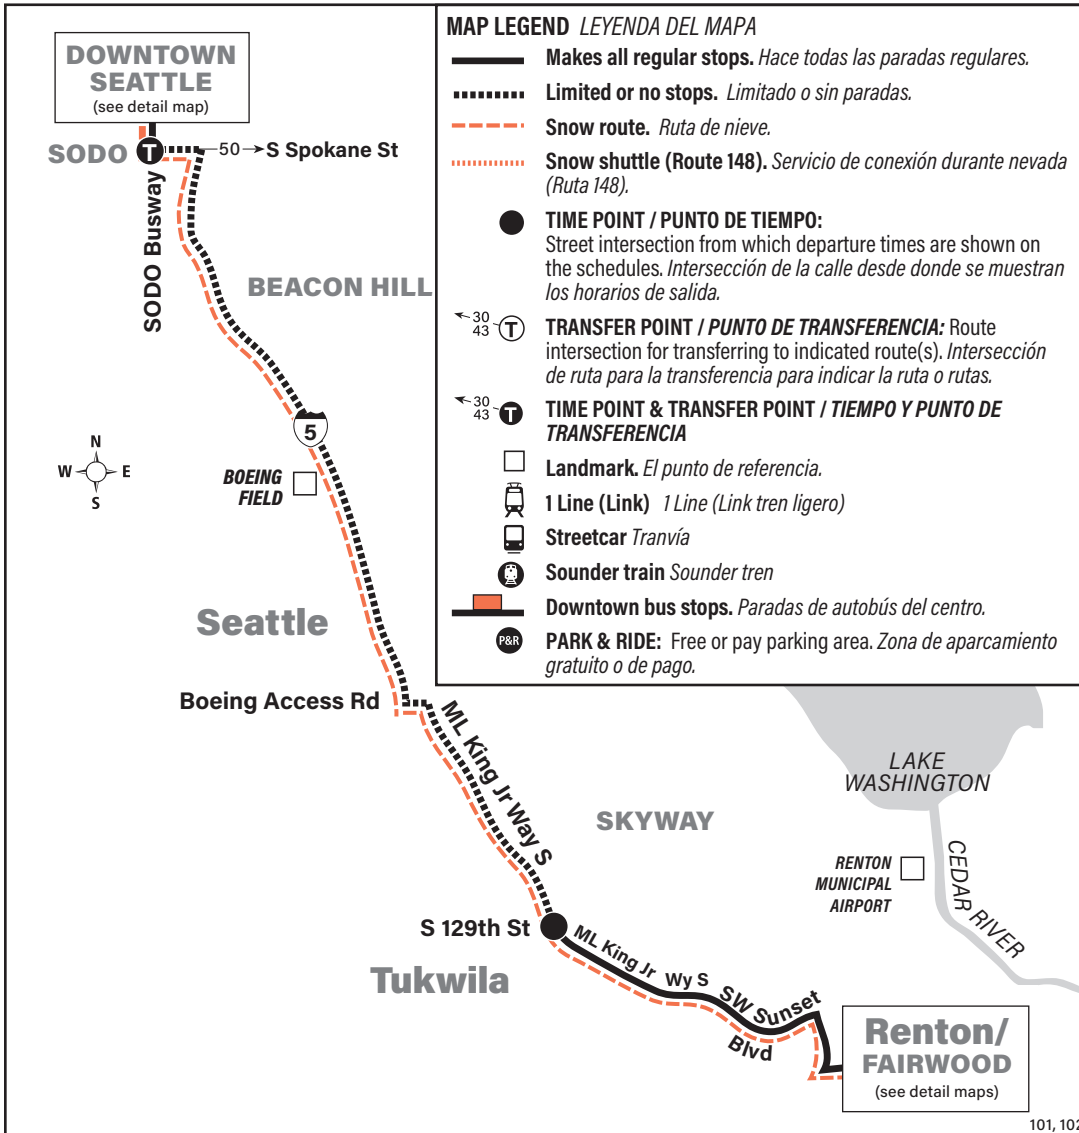 MAP LEGEND LEYENDA DEL MAPA
Makes all regular stops. Hace todas las paradas regulares.
Limited or no stops. Limitado o sin paradas.
Snow route. Ruta de nieve.
Snow shuttle (Route 148). Servicio de conexión durante nevada
(Ruta 148).
TIME POINT / PUNTO DE TIEMPO:
Street intersection from which departure times are shown on
the schedules. Intersección de la calle desde donde se muestran
los horarios de salida.
30
43
T
TRANSFER POINT / PUNTO DE TRANSFERENCIA: Route
intersection for transferring to indicated route(s). Intersección
de ruta para la transferencia para indicar la ruta o rutas.
30
43
T
TIME POINT & TRANSFER POINT / TIEMPO Y PUNTO DE
TRANSFERENCIA
Landmark. El punto de referencia.
1 Line (Link) 1 Line (Link tren ligero)
Streetcar Tranvía
Sounder train Sounder tren
Downtown bus stops. Paradas de autobús del centro.
P&R PARK & RIDE: Free or pay parking area. Zona de aparcamiento
gratuito o de pago.
DOWNTOWN
SEATTLE
(see detail map)
SODO
T
50
S Spokane St
SODO Busway
BEACON HILL
5
N
W E
S
BOEING
FIELD
Seattle
Boeing Access Rd
ML King Jr Way S
LAKE
WASHINGTON
SKYWAY
RENTON
MUNICIPAL
AIRPORT
CEDAR RIVER
S 129th St
Tukwila
ML King Jr Wy S
SW Sunset
Blvd
Renton/
FAIRWOOD
(see detail maps)
101, 102